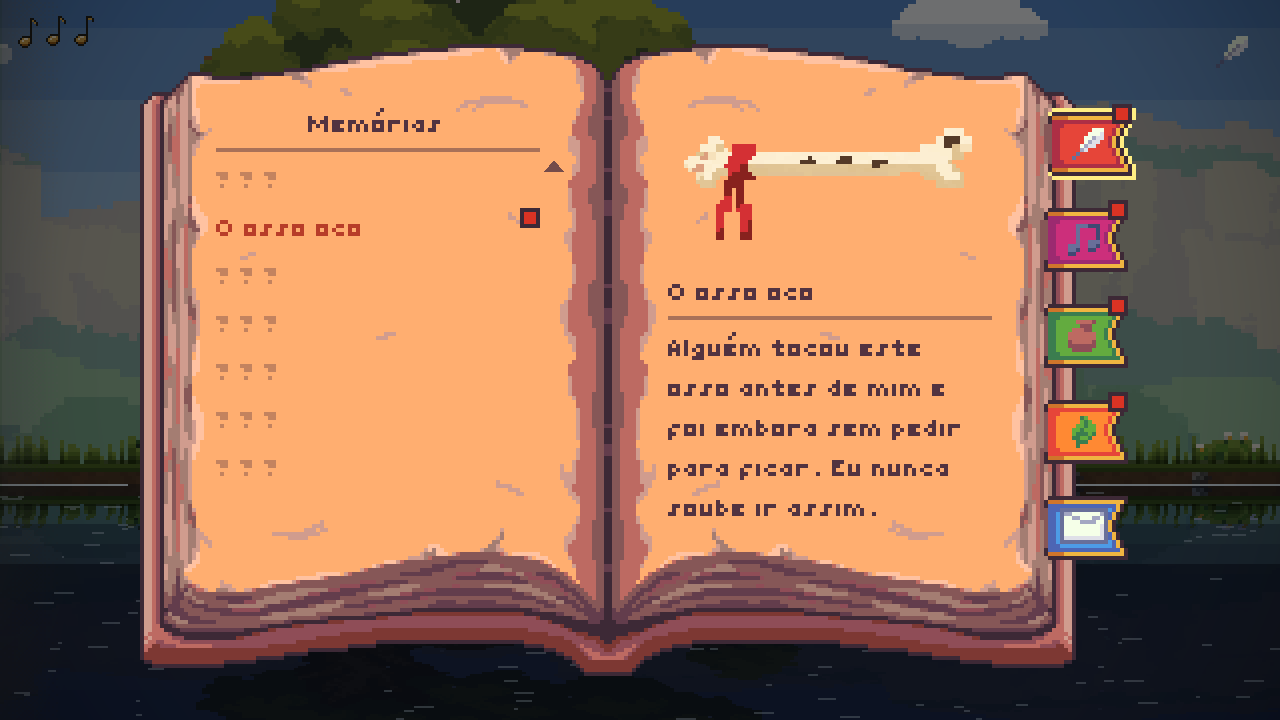 Memórias
???
O osso oco
???
???
???
???
???
O osso oco
Alguém tocou este
osso antes de mim e
foi embora sem pedir
para ficar. Eu nunca
soube ir assim.